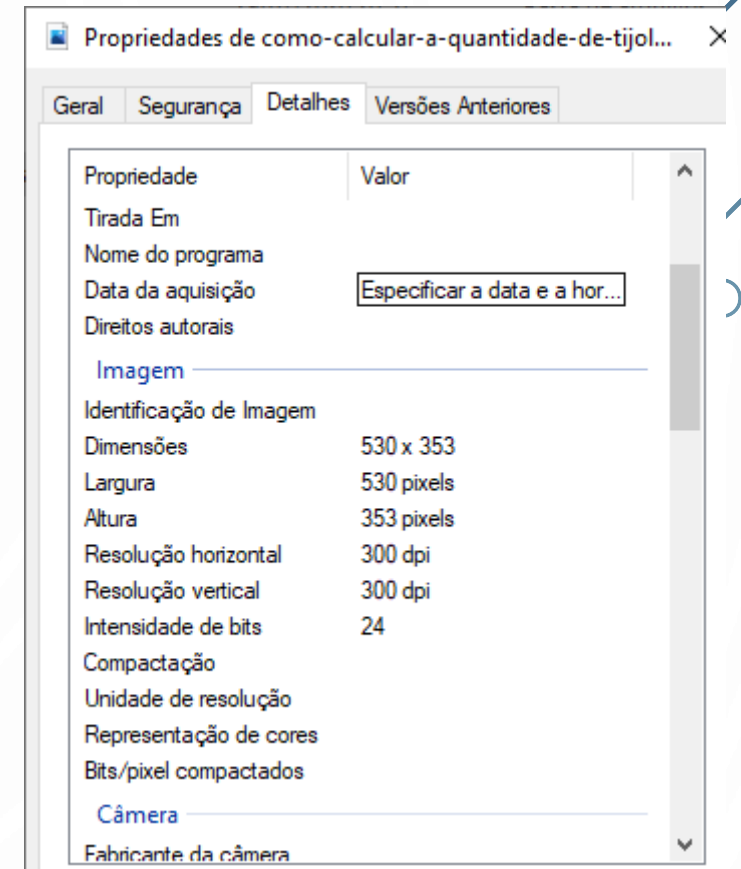 Propriedades de como-calcular-a-quantidade-de-tijol...
Geral Segurança Detalhes Versões Anteriores
Propriedade Valor
Tirada Em
Nome do programa
Data da aquisição Especificar a data e a hor...
Direitos autorais
Imagem
Identificação de Imagem
Dimensões 530 x 353
Largura 530 pixels
Altura 353 pixels
Resolução horizontal 300 dpi
Resolução vertical 300 dpi
Intensidade de bits 24
Compactação
Unidade de resolução
Representação de cores
Bits/pixel compactados
Câmera
Fabricante da câmera